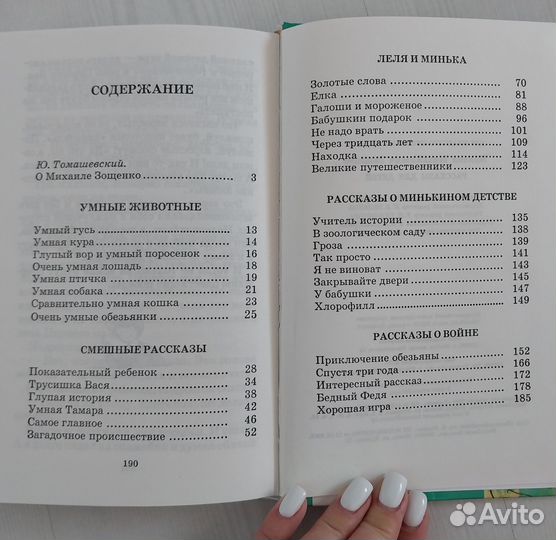 СОДЕРЖАНИЕ
Ю. Томашевский.
О Михаиле Зощенко 3
УМНЫЕ ЖИВОТНЫЕ
Умный гусь 13
Умная кура 14
Глупый вор и умный поросенок 16
Очень умная лошадь 18
Умная птичка 19
Умная собака 21
Сравнительно умная кошка 23
Очень умные обезьянки 25
СМЕШНЫЕ РАССКАЗЫ
Показательный ребенок 28
Трусишка Вася 34
Глупая история 38
Умная Тамара 42
Самое главное 46
Загадочное происшествие 52
190
ЛЕЛЯ И МИНЬКА
Золотые слова 70
Елка 81
Галоши и мороженое 88
Бабушкин подарок 96
Не надо врать 101
Через тридцать лет 109
Находка 114
Великие путешественники 123
РАССКАЗЫ О МИНЬКИНОМ ДЕТСТВЕ
Учитель истории 135
В зоологическом саду 138
Гроза 139
Так просто 141
Я не виноват 143
Закрывайте двери 145
У бабушки 147
Хлорофилл 149
РАССКАЗЫ О ВОЙНЕ
Приключение обезьяны 152
Спустя три года 166
Интересный рассказ 172
Бедный Федя 178
Хорошая игра 185
Avito